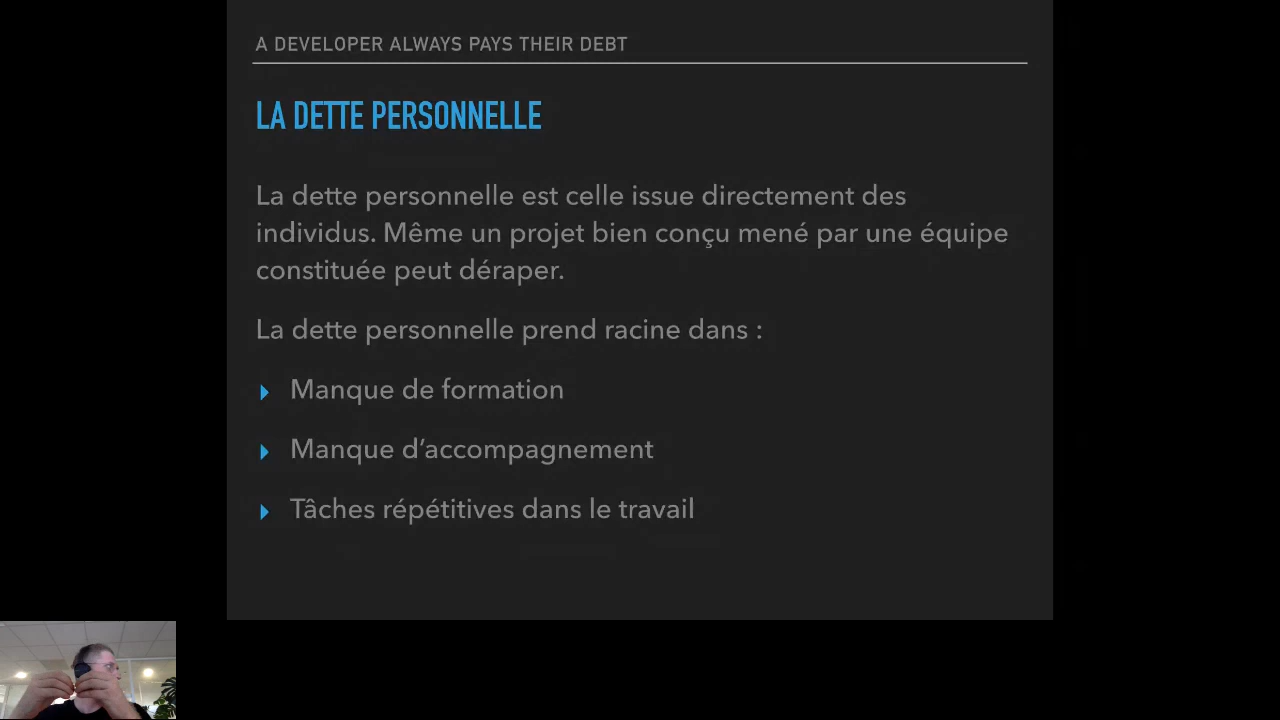 A DEVELOPER ALWAYS PAYS THEIR DEBT
LA DETTE PERSONNELLE
La dette personnelle est celle issue directement des
individus. Même un projet bien conçu mené par une équipe
constituée peut déraper.
La dette personnelle prend racine dans :
Manque de formation
Manque d’accompagnement
Tâches répétitives dans le travail